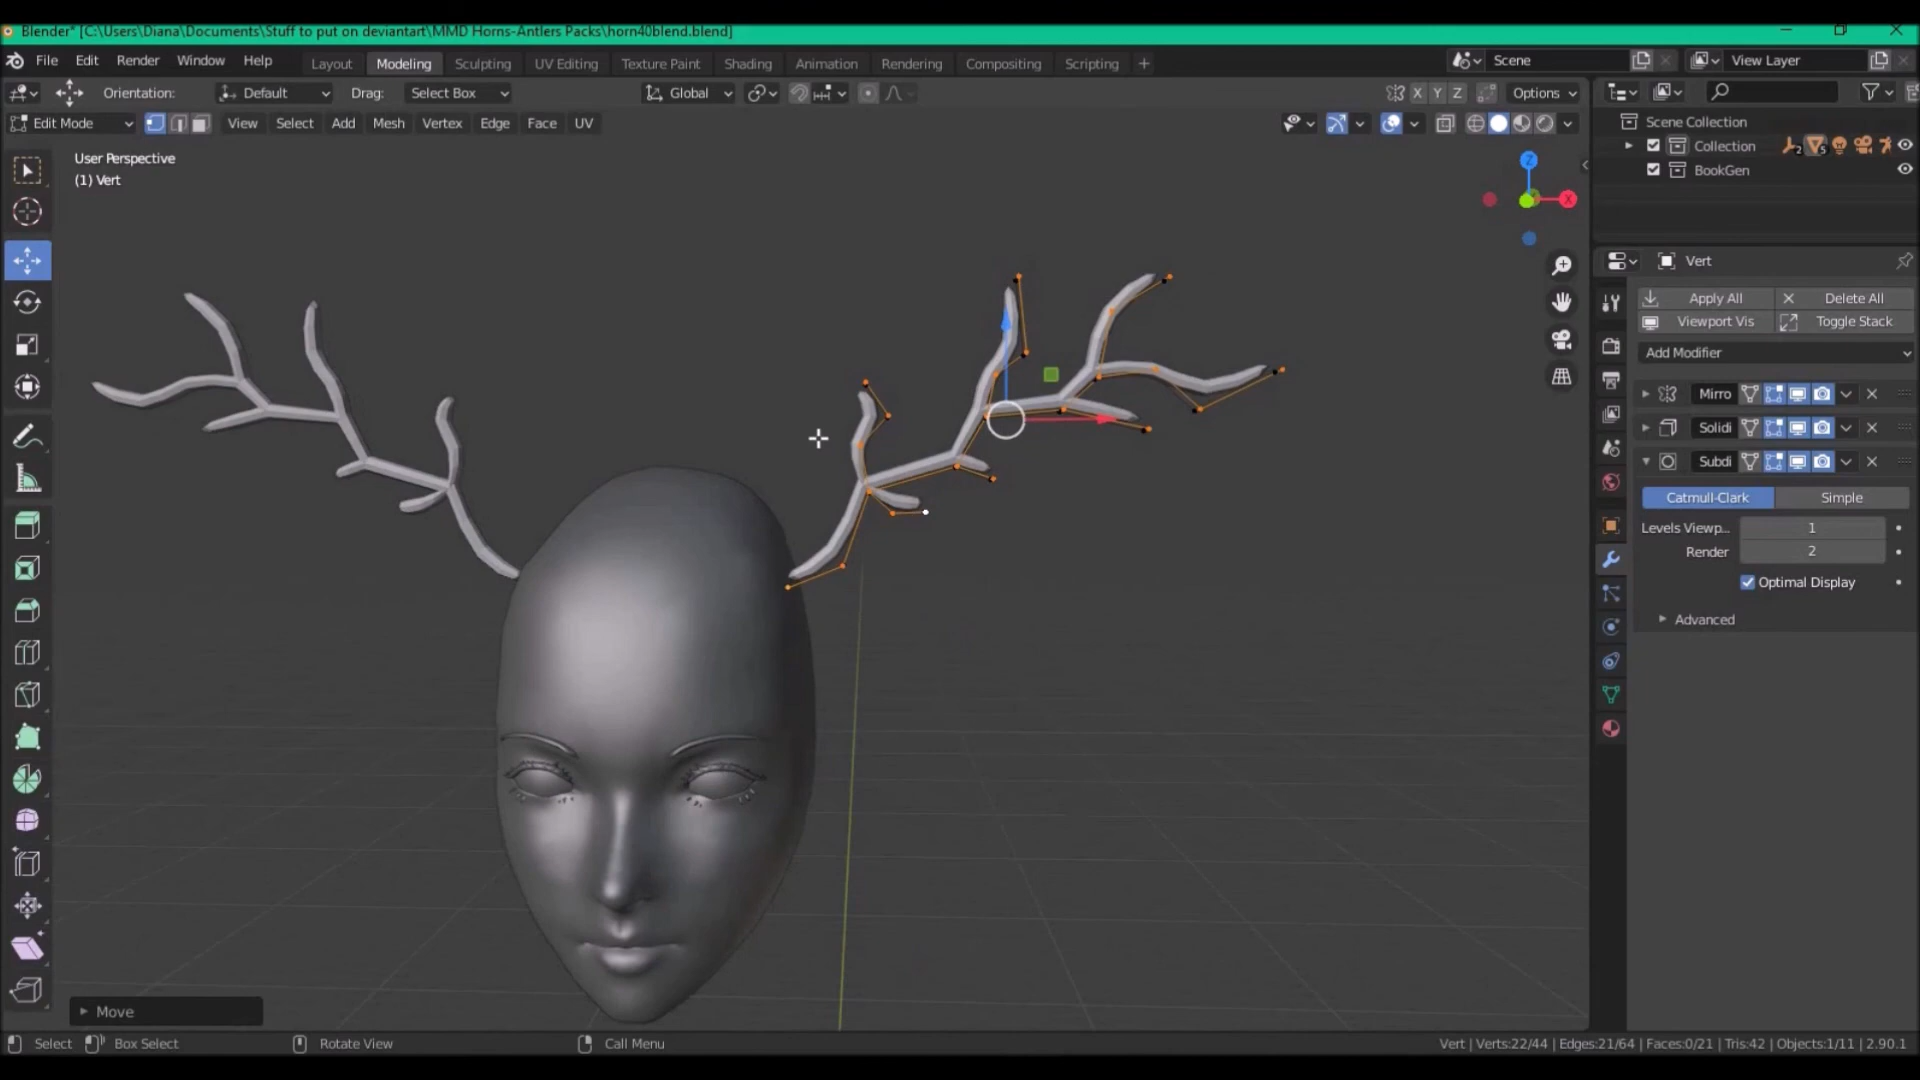 Blender* [C:\Users\Diana\Documents\Stuff to put on deviantart\MMD Horns-Antlers Packs\horn40blend.blend]
File Edit Render Window Help Layout Modeling Sculpting UV Editing Texture Paint Shading Animation Rendering Compositing Scripting + Scene View Layer
Orientation: Default Drag: Select Box Global X Y Z Options
Edit Mode View Select Add Mesh Vertex Edge Face UV
User Perspective
(1) Vert
Z
X
Scene Collection
Collection 2 5
BookGen
Vert
Apply All Delete All
Viewport Vis Toggle Stack
Add Modifier
Mirro
Solidi
Subdi
Catmull-Clark Simple
Levels Viewp... 1
Render 2
Optimal Display
Advanced
Move
Select Box Select Rotate View Call Menu Vert | Verts:22/44 | Edges:21/64 | Faces:0/21 | Tris:42 | Objects:1/11 | 2.90.1